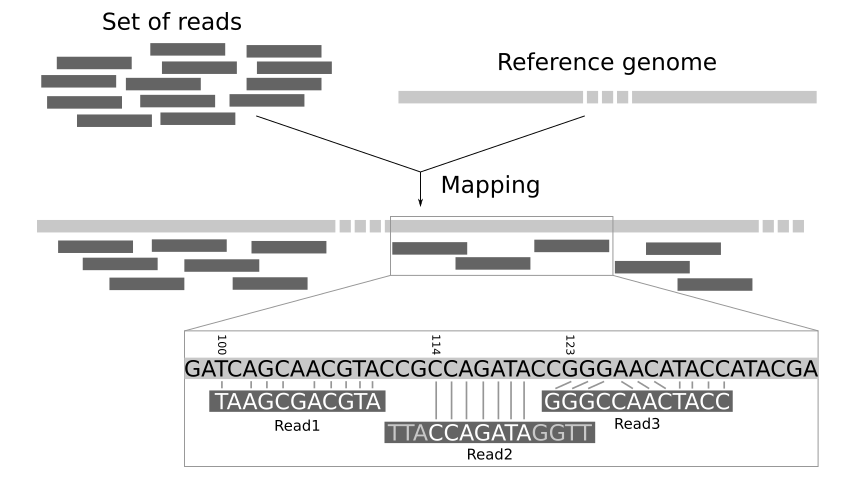 Set of reads
Reference genome
Mapping
100 114 123
GATCAGCAACGTACCGCCAGATACCGGGAACATACCATACGA
TAAGCGACGTA
Read1
TTACCAGATAGGTT
Read2
GGGCCAACTACC
Read3